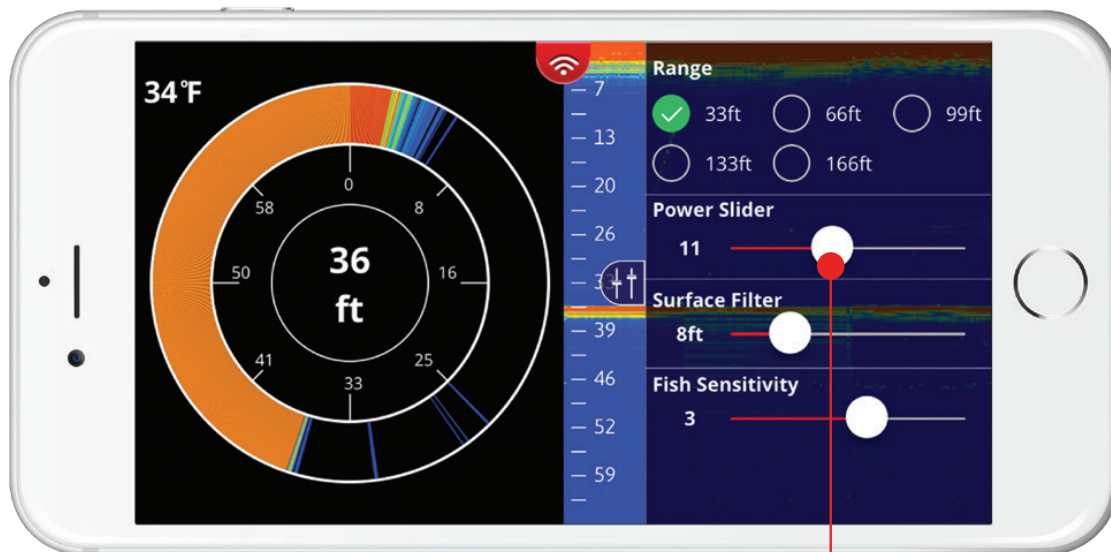 34°F
0
8
16
25
33
41
50
58
36
ft
7
13
20
26
33
39
46
52
59
Range
33ft
66ft
99ft
133ft
166ft
Power Slider
11
Surface Filter
8ft
Fish Sensitivity
3